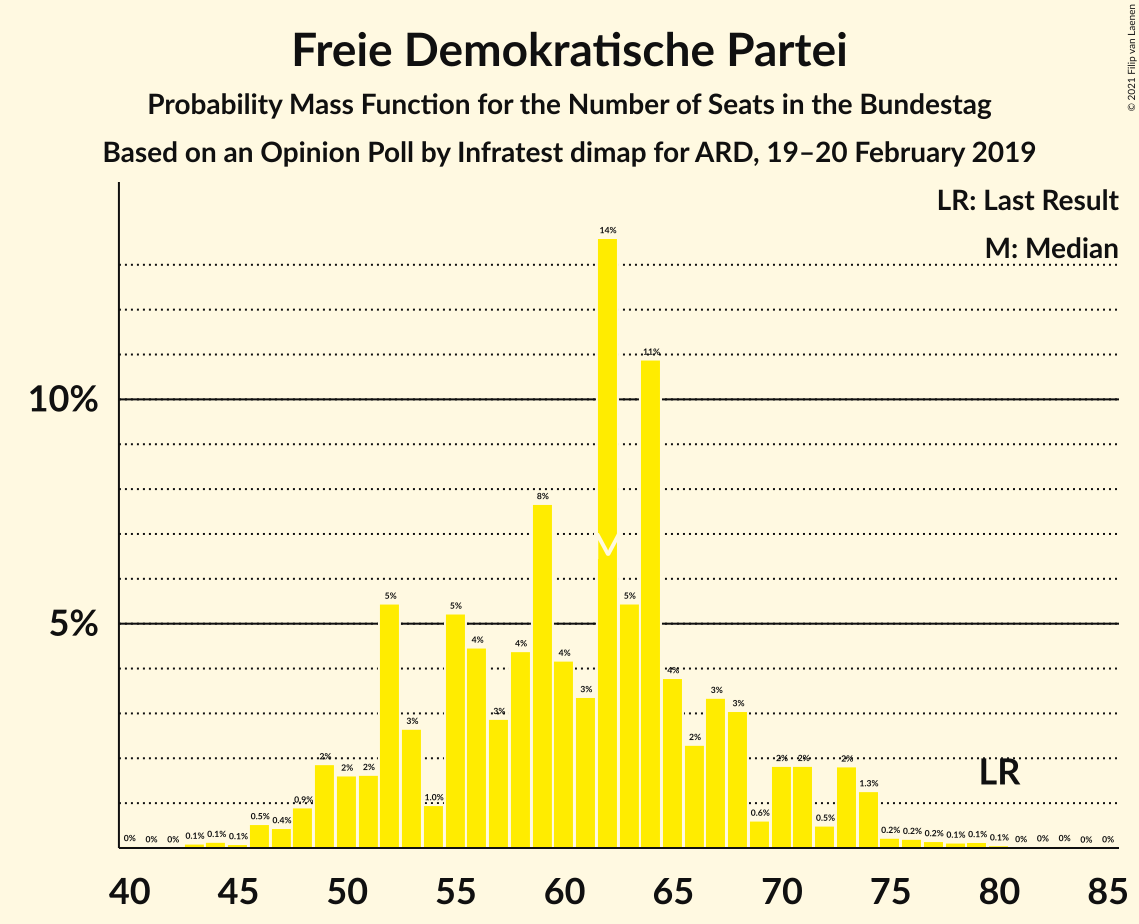 Freie Demokratische Partei
Probability Mass Function for the Number of Seats in the Bundestag
Based on an Opinion Poll by Infratest dimap for ARD, 19–20 February 2019
© 2021 Filip van Laenen
LR: Last Result
M: Median
10%
5%
0% 0% 0% 0.1% 0.1% 0.1% 0.5% 0.4% 0.9% 2% 2% 2% 5% 3% 1.0% 5% 4% 3% 4% 8% 4% 3% 14% 5% 11% 4% 2% 3% 3% 0.6% 2% 2% 0.5% 2% 1.3% 0.2% 0.2% 0.2% 0.1% 0.1% 0.1% 0% 0% 0% 0% 0%
M
LR
40 45 50 55 60 65 70 75 80 85